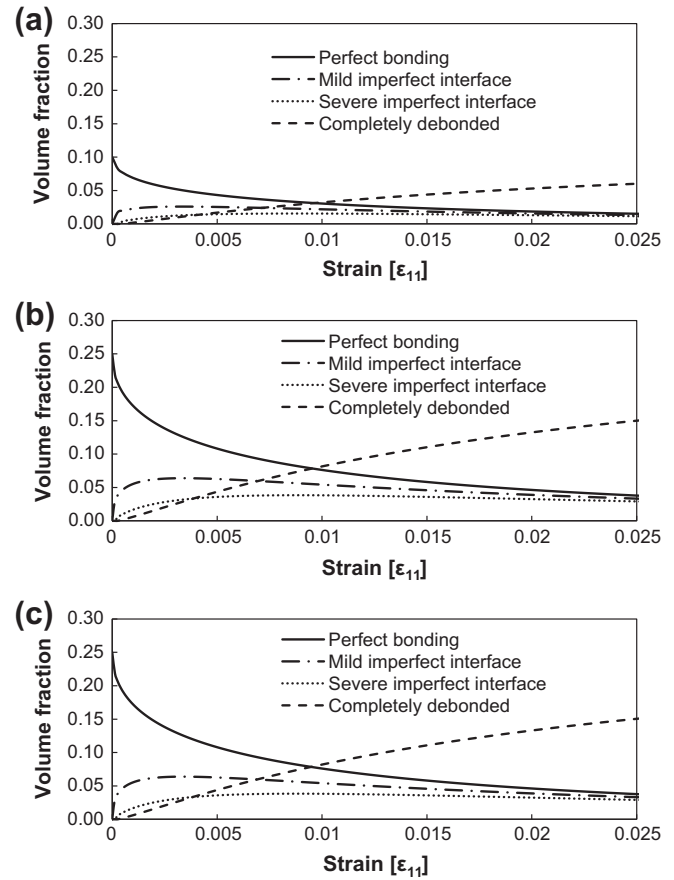 (a)
0.30
0.25
0.20
0.15
0.10
0.05
0.00
Volume fraction
Perfect bonding
Mild imperfect interface
Severe imperfect interface
Completely debonded
0 0.005 0.01 0.015 0.02 0.025
Strain [ε₁₁]
(b)
0.30
0.25
0.20
0.15
0.10
0.05
0.00
Volume fraction
Perfect bonding
Mild imperfect interface
Severe imperfect interface
Completely debonded
0 0.005 0.01 0.015 0.02 0.025
Strain [ε₁₁]
(c)
0.30
0.25
0.20
0.15
0.10
0.05
0.00
Volume fraction
Perfect bonding
Mild imperfect interface
Severe imperfect interface
Completely debonded
0 0.005 0.01 0.015 0.02 0.025
Strain [ε₁₁]